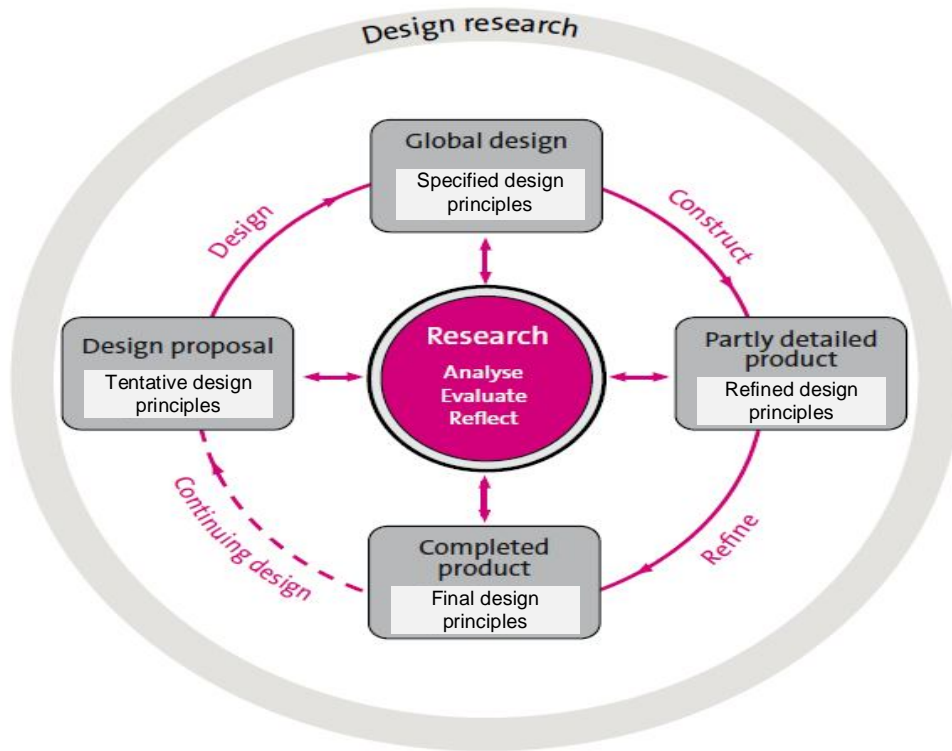 Design research
Global design
Specified design
principles
Design
Construct
Design proposal
Tentative design
principles
Research
Analyse
Evaluate
Reflect
Partly detailed
product
Refined design
principles
Continuing design
Completed
product
Final design
principles
Refine